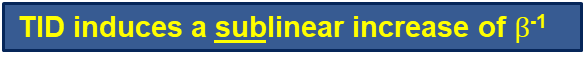 TID induces a sublinear increase of β-1